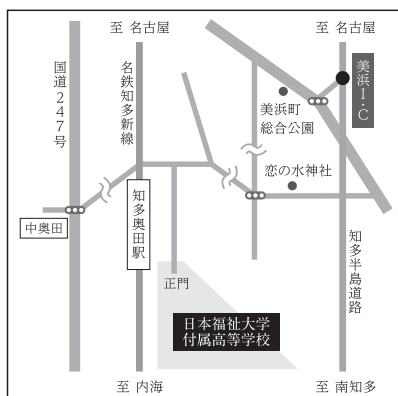 至 名古屋
至 名古屋
国道247号
名鉄知多新線
美浜I・C
美浜町
総合公園
恋の水神社
知多奥田駅
中奥田
知多半島道路
正門
日本福祉大学
付属高等学校
至 内海
至 南知多